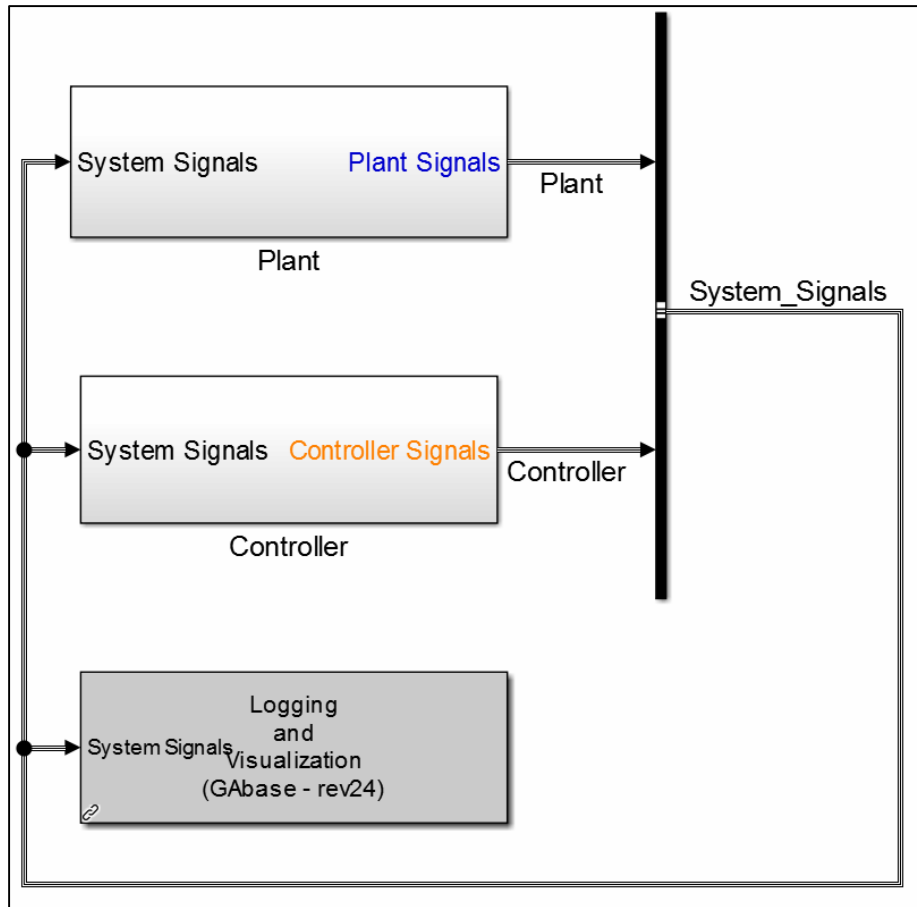 System Signals
Plant Signals
Plant
Plant
System_Signals
System Signals
Controller Signals
Controller
Controller
Logging
and
System Signals
Visualization
(GAbase - rev24)